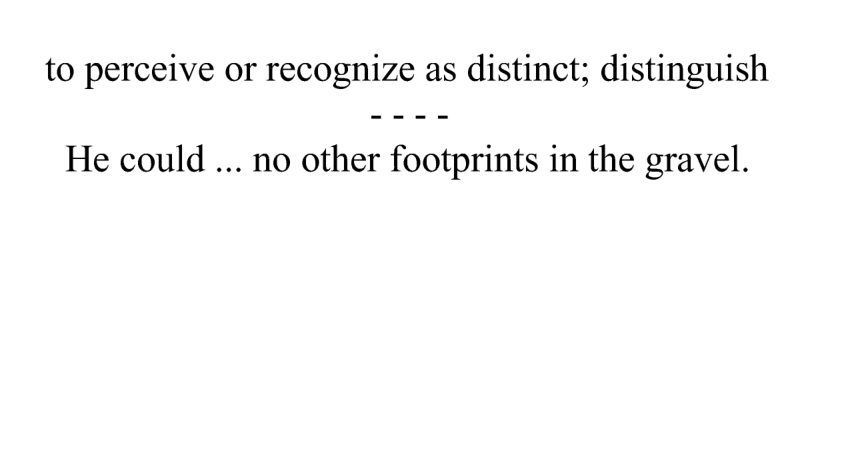 to perceive or recognize as distinct; distinguish
- - - -
He could ... no other footprints in the gravel.